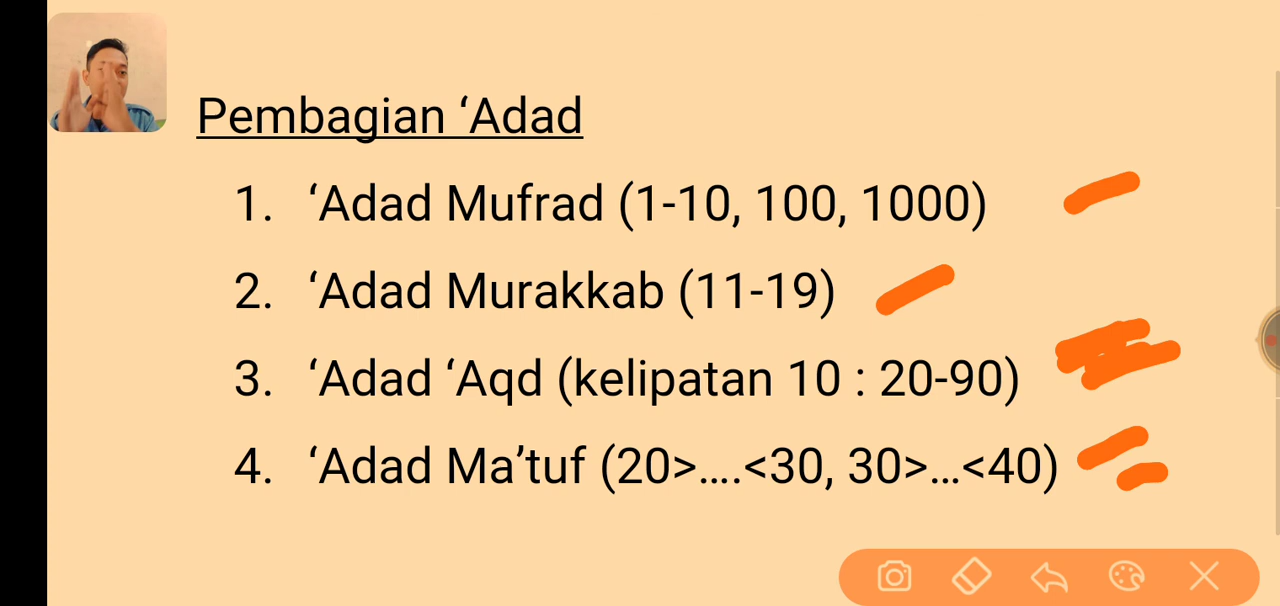 Pembagian ‘Adad
1. ‘Adad Mufrad (1-10, 100, 1000)
2. ‘Adad Murakkab (11-19)
3. ‘Adad ‘Aqd (kelipatan 10 : 20-90)
4. ‘Adad Ma’tuf (20>....<30, 30>...<40)